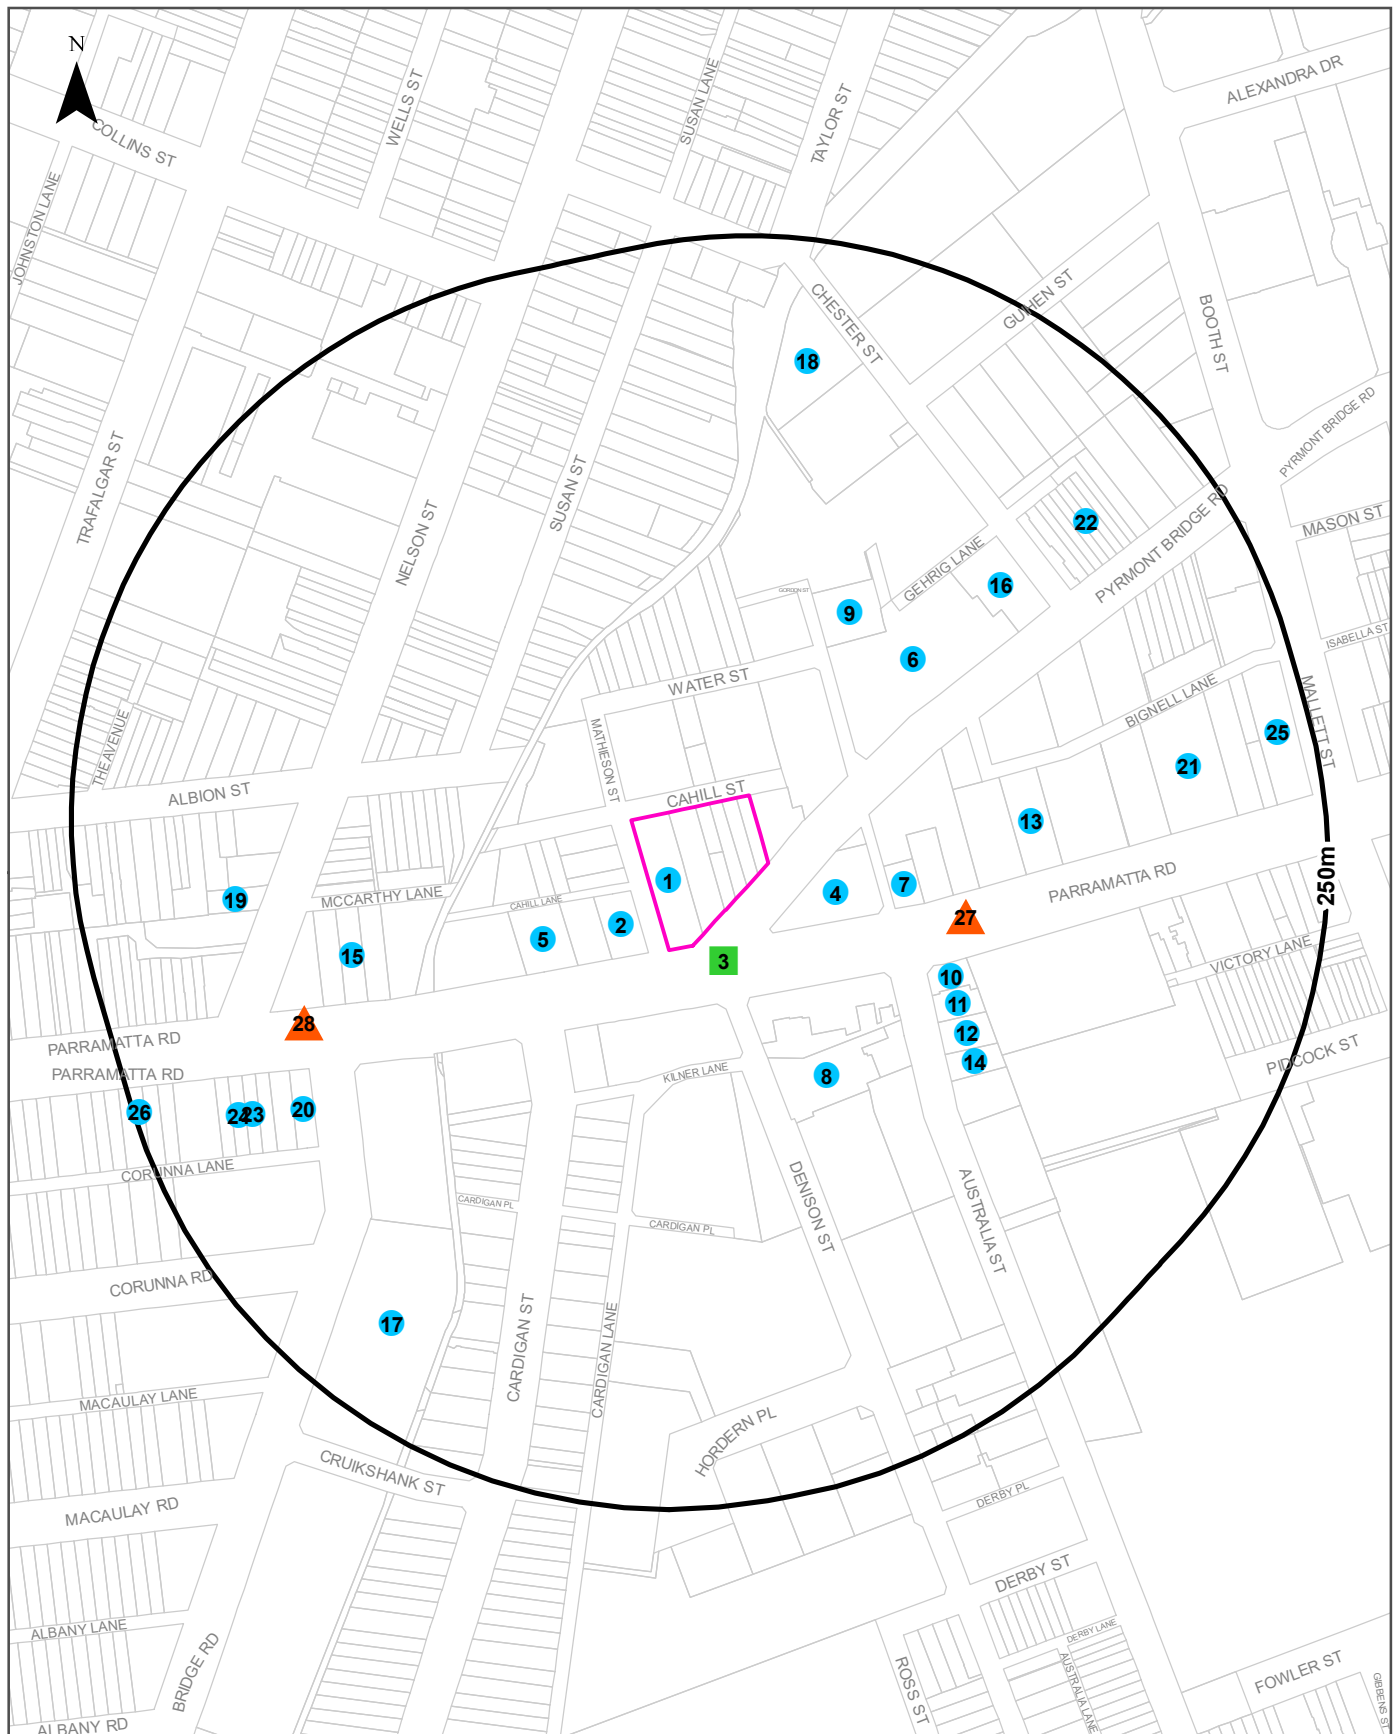 N
COLLINS ST
WELLS ST
SUSAN LANE
TAYLOR ST
ALEXANDRA DR
JOHNSTON LANE
CHESTER ST
GUIHEN ST
BOOTH ST
18
PYRMONT BRIDGE RD
TRAFALGAR ST
NELSON ST
SUSAN ST
22
MASON ST
PYRMONT BRIDGE RD
GEHRIG LANE
16
GORDON ST
9
6
ISABELLA ST
WATER ST
BIGNELL LANE
MALLETT ST
THE AVENUE
MATHIESON ST
25
21
ALBION ST
CAHILL ST
13
1
4
7
250m
PARRAMATTA RD
19
MCCARTHY LANE
CAHILL LANE
2
27
5
15
3
VICTORY LANE
10
11
28
12
PARRAMATTA RD
PARRAMATTA RD
PIDCOCK ST
14
KILNER LANE
8
26
24
23
20
CORUNNA LANE
CARDIGAN PL
CARDIGAN PL
DENISON ST
AUSTRALIA ST
CORUNNA RD
17
CARDIGAN ST
CARDIGAN LANE
MACAULAY LANE
HORDERN PL
CRUIKSHANK ST
DERBY PL
MACAULAY RD
DERBY ST
ALBANY LANE
DERBY LANE
BRIDGE RD
ROSS ST
AUSTRALIA LANE
FOWLER ST
GIBBENS S
ALBANY RD